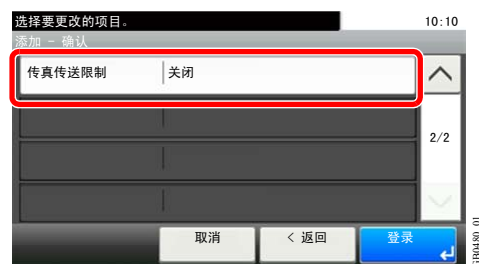 选择要更改的项目。 10:10
添加 - 确认
传真传送限制 关闭
2/2
取消 < 返回 登录
GB0480_01